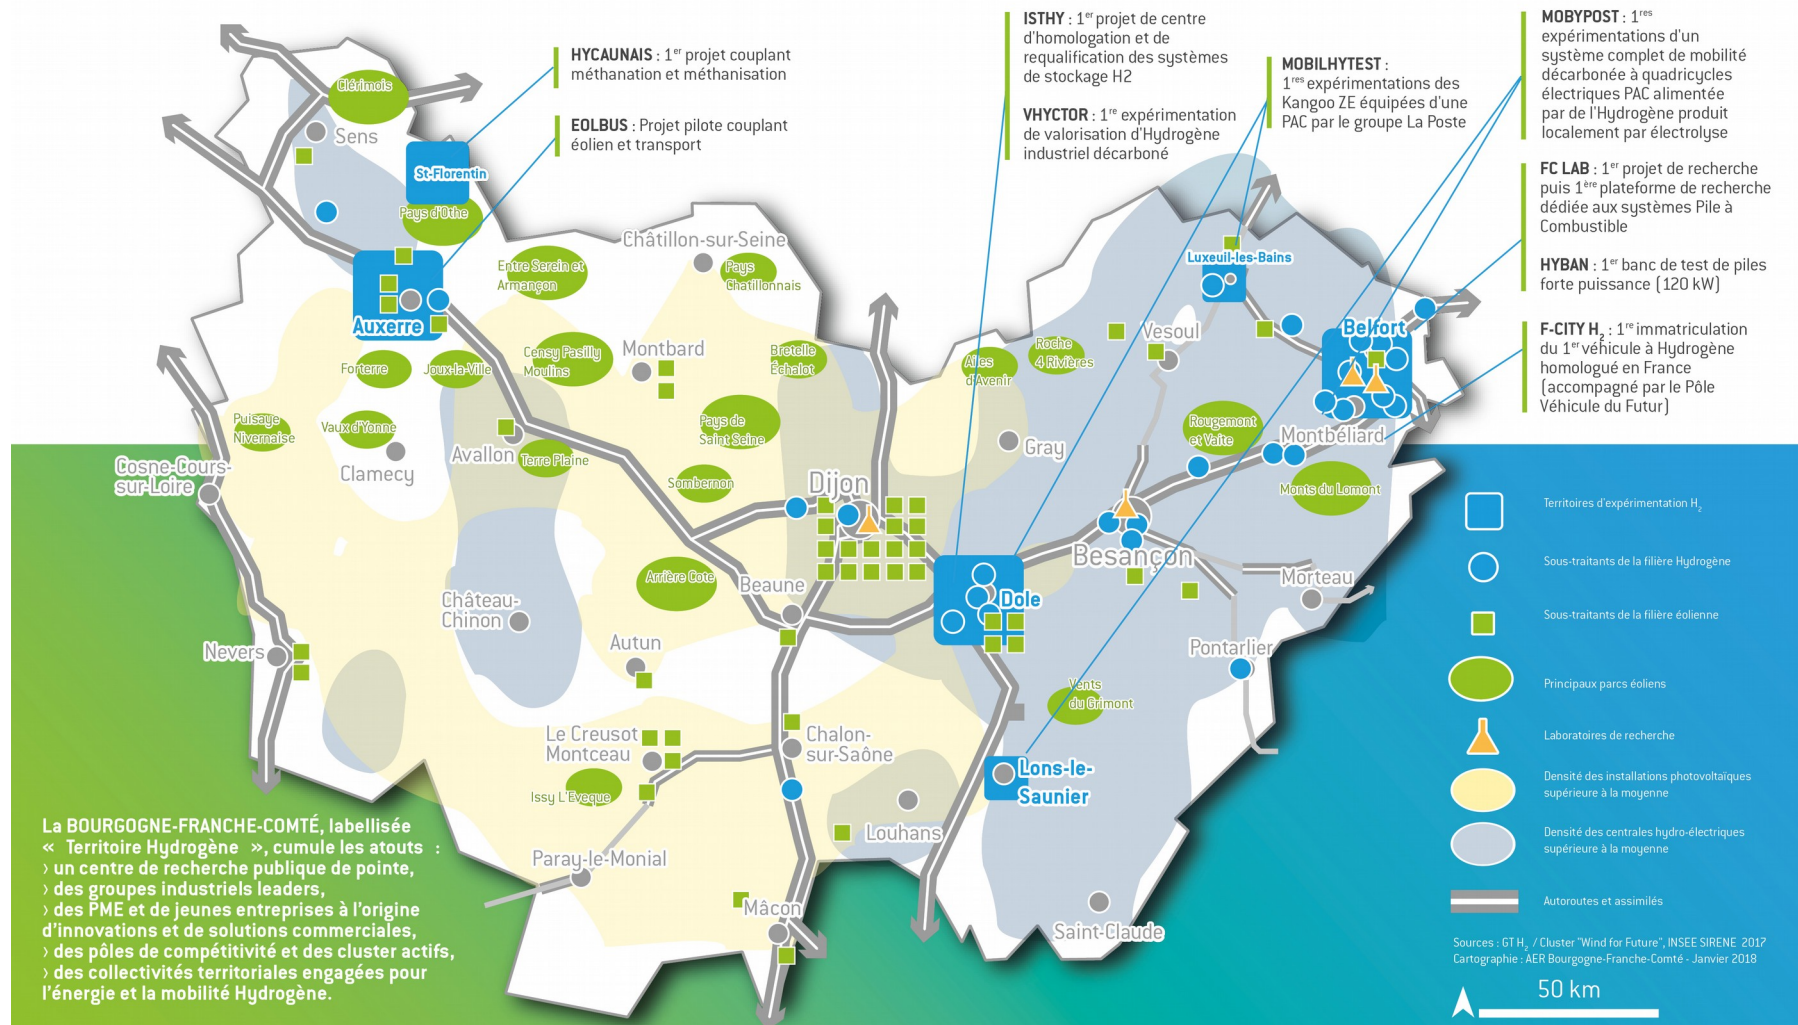 HYCAUNAIS : 1er projet couplant
méthanation et méthanisation
EOLBUS : Projet pilote couplant
éolien et transport
ISTHY : 1er projet de centre
d'homologation et de
requalification des systèmes
de stockage H2
VHYCTOR : 1re expérimentation
de valorisation d'Hydrogène
industriel décarboné
MOBILHYTEST :
1res expérimentations des
Kangoo ZE équipées d'une
PAC par le groupe La Poste
MOBYPOST : 1res
expérimentations d'un
système complet de mobilité
décarbonée à quadricycles
électriques PAC alimentée
par de l'Hydrogène produit
localement par électrolyse
FC LAB : 1er projet de recherche
puis 1ère plateforme de recherche
dédiée aux systèmes Pile à
Combustible
HYBAN : 1er banc de test de piles
forte puissance (120 kW)
F-CITY H2 : 1re immatriculation
du 1er véhicule à Hydrogène
homologué en France
(accompagné par le Pôle
Véhicule du Futur)
Clérimois
Sens
St-Florentin
Pays d'Othe
Châtillon-sur-Seine
Entre Serein et
Armançon
Pays
Chatillonnais
Luxeuil-les-Bains
Auxerre
Belfort
Forterre
Joux-la-Ville
Censy Pasilly
Moulins
Montbard
Bretelle
Échalot
Ailes
d'Avenir
Roche
4 Rivières
Vesoul
Puisaye
Nivernaise
Vaux d'Yonne
Clamecy
Avallon
Terre Plaine
Pays de
Saint Seine
Gray
Rougemont
et Vaite
Montbéliard
Cosne-Cours-
sur-Loire
Sombernon
Dijon
Monts du Lomont
Besançon
Arrière Cote
Beaune
Dole
Morteau
Château-
Chinon
Autun
Nevers
Pontarlier
Vents
du Grimont
Le Creusot
Montceau
Chalon-
sur-Saône
Issy L'Eveque
Lons-le-
Saunier
Louhans
Paray-le-Monial
Mâcon
Saint-Claude
La BOURGOGNE-FRANCHE-COMTÉ, labellisée
« Territoire Hydrogène », cumule les atouts :
› un centre de recherche publique de pointe,
› des groupes industriels leaders,
› des PME et de jeunes entreprises à l'origine
d'innovations et de solutions commerciales,
› des pôles de compétitivité et des cluster actifs,
› des collectivités territoriales engagées pour
l'énergie et la mobilité Hydrogène.
Territoires d'expérimentation H2
Sous-traitants de la filière Hydrogène
Sous-traitants de la filière éolienne
Principaux parcs éoliens
Laboratoires de recherche
Densité des installations photovoltaïques
supérieure à la moyenne
Densité des centrales hydro-électriques
supérieure à la moyenne
Autoroutes et assimilés
Sources : GT H2 / Cluster "Wind for Future", INSEE SIRENE 2017
Cartographie : AER Bourgogne-Franche-Comté - Janvier 2018
50 km